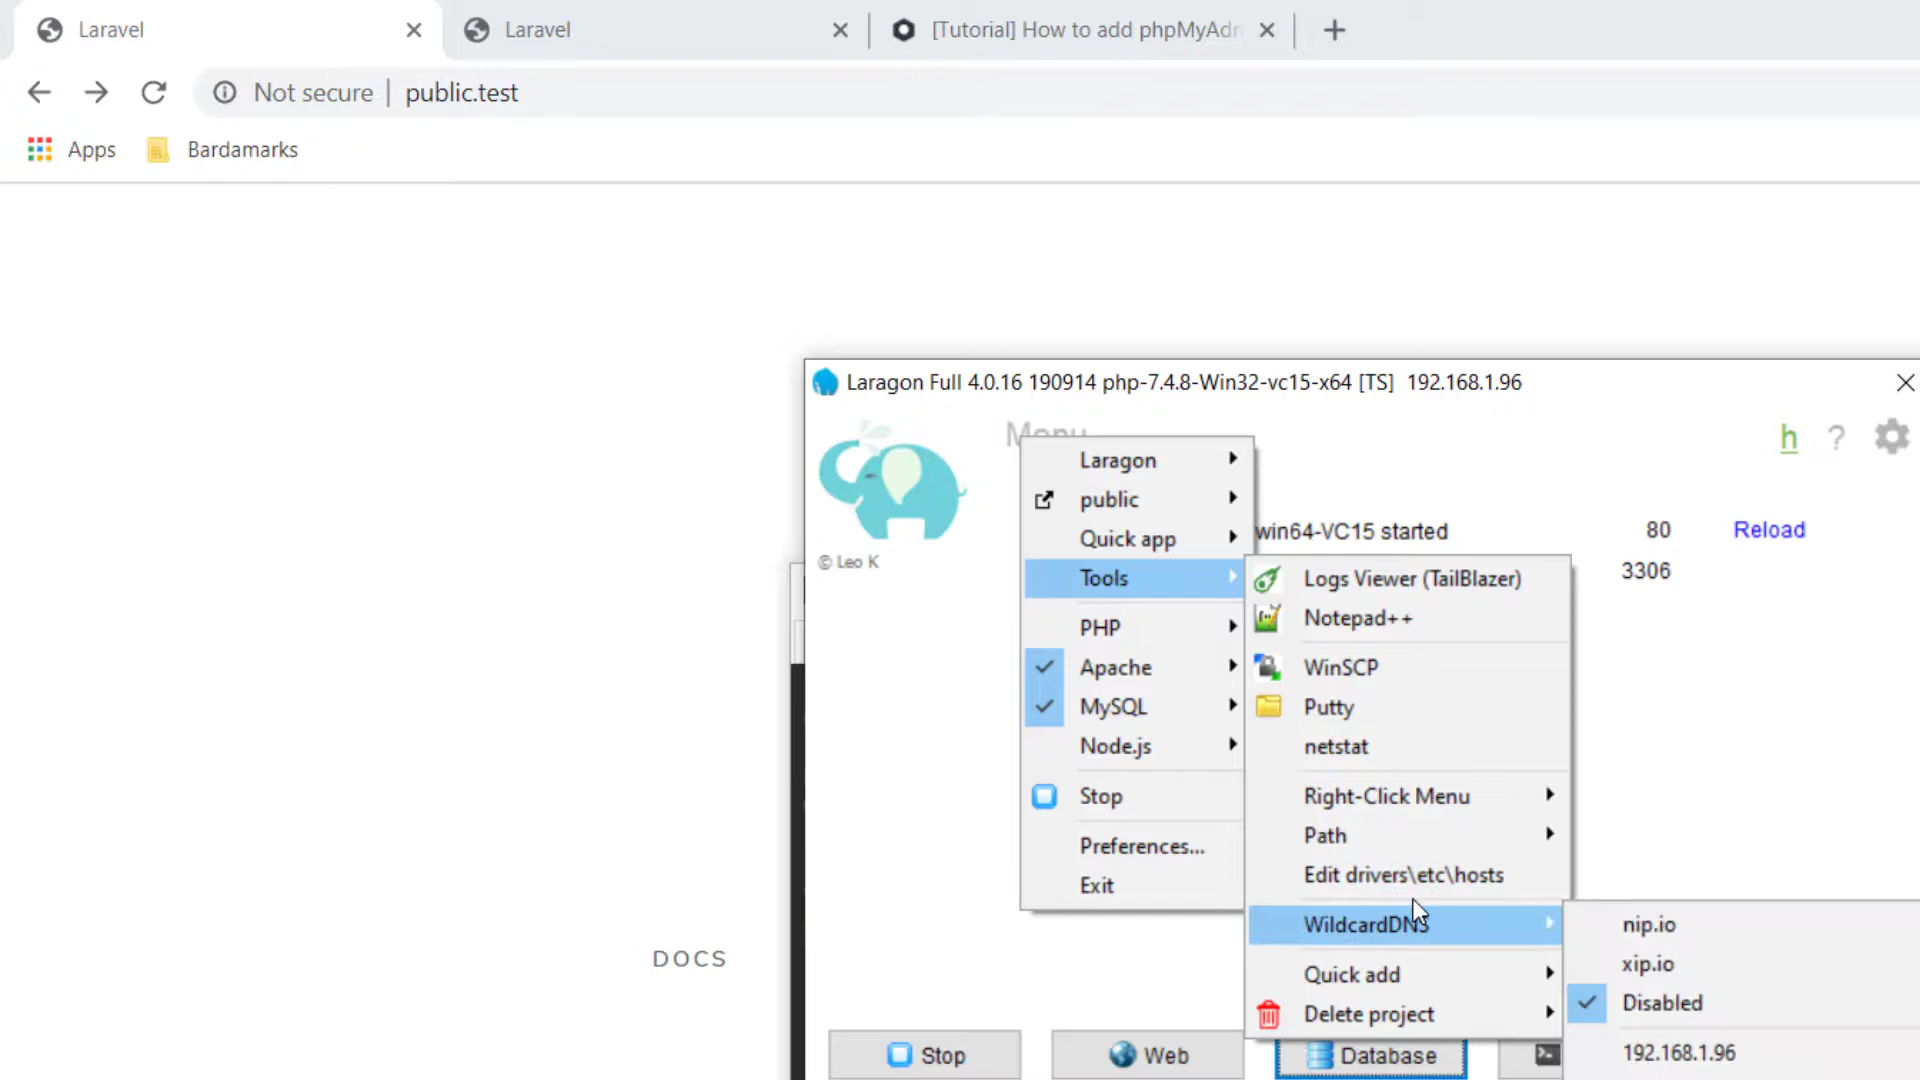 Laravel
Laravel
[Tutorial] How to add phpMyAdm
Not secure
public.test
Apps
Bardamarks
Laragon Full 4.0.16 190914 php-7.4.8-Win32-vc15-x64 [TS] 192.168.1.96
Menu
h ?
© Leo K
win64-VC15 started 80 Reload
3306
Laragon
public
Quick app
Tools
PHP
Apache
MySQL
Node.js
Stop
Preferences...
Exit
Logs Viewer (TailBlazer)
Notepad++
WinSCP
Putty
netstat
Right-Click Menu
Path
Edit drivers\etc\hosts
WildcardDNS
Quick add
Delete project
nip.io
xip.io
Disabled
192.168.1.96
DOCS
Stop
Web
Database